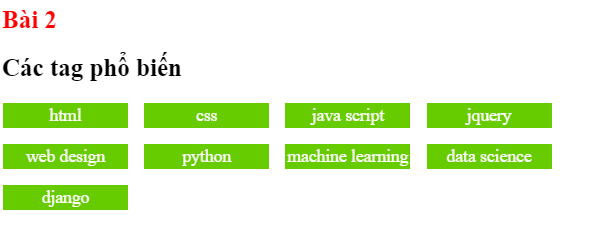 Bài 2
Các tag phổ biến
html css java script jquery
web design python machine learning data science
django